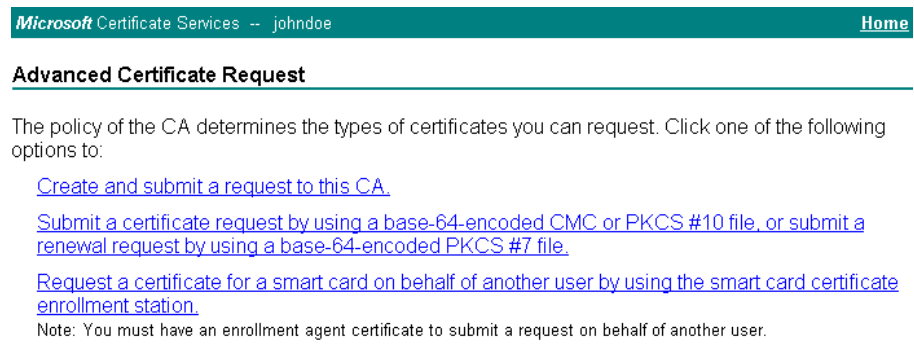 Microsoft Certificate Services -- johndoe Home
Advanced Certificate Request
The policy of the CA determines the types of certificates you can request. Click one of the following
options to:
Create and submit a request to this CA.
Submit a certificate request by using a base-64-encoded CMC or PKCS #10 file, or submit a
renewal request by using a base-64-encoded PKCS #7 file.
Request a certificate for a smart card on behalf of another user by using the smart card certificate
enrollment station.
Note: You must have an enrollment agent certificate to submit a request on behalf of another user.